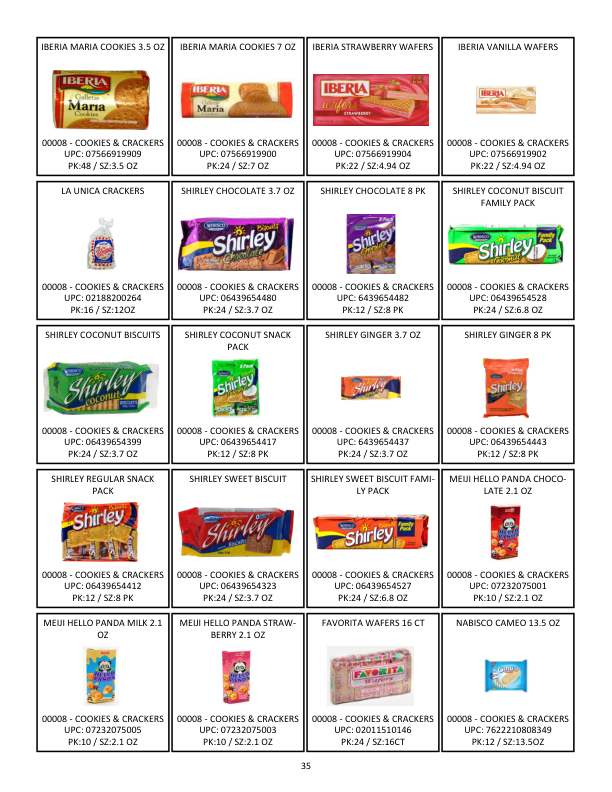 IBERIA MARIA COOKIES 3.5 OZ
IBERIA
Galletas
Maria
Cookies
00008 - COOKIES & CRACKERS
UPC: 07566919909
PK:48 / SZ:3.5 OZ
IBERIA MARIA COOKIES 7 OZ
IBERIA
Galletas
Maria
00008 - COOKIES & CRACKERS
UPC: 07566919900
PK:24 / SZ:7 OZ
IBERIA STRAWBERRY WAFERS
IBERIA
wafers
STRAWBERRY
00008 - COOKIES & CRACKERS
UPC: 07566919904
PK:22 / SZ:4.94 OZ
IBERIA VANILLA WAFERS
IBERIA
00008 - COOKIES & CRACKERS
UPC: 07566919902
PK:22 / SZ:4.94 OZ
LA UNICA CRACKERS
00008 - COOKIES & CRACKERS
UPC: 02188200264
PK:16 / SZ:12OZ
SHIRLEY CHOCOLATE 3.7 OZ
Biscuits
Shirley
Chocolate
00008 - COOKIES & CRACKERS
UPC: 06439654480
PK:24 / SZ:3.7 OZ
SHIRLEY CHOCOLATE 8 PK
Shirley
00008 - COOKIES & CRACKERS
UPC: 6439654482
PK:12 / SZ:8 PK
SHIRLEY COCONUT BISCUIT
FAMILY PACK
Family
Pack
Shirley
00008 - COOKIES & CRACKERS
UPC: 06439654528
PK:24 / SZ:6.8 OZ
SHIRLEY COCONUT BISCUITS
Shirley
coconut
BISCUITS
00008 - COOKIES & CRACKERS
UPC: 06439654399
PK:24 / SZ:3.7 OZ
SHIRLEY COCONUT SNACK
PACK
Shirley
00008 - COOKIES & CRACKERS
UPC: 06439654417
PK:12 / SZ:8 PK
SHIRLEY GINGER 3.7 OZ
Shirley
00008 - COOKIES & CRACKERS
UPC: 6439654437
PK:24 / SZ:3.7 OZ
SHIRLEY GINGER 8 PK
Shirley
00008 - COOKIES & CRACKERS
UPC: 06439654443
PK:12 / SZ:8 PK
SHIRLEY REGULAR SNACK
PACK
Shirley
00008 - COOKIES & CRACKERS
UPC: 06439654412
PK:12 / SZ:8 PK
SHIRLEY SWEET BISCUIT
Shirley
BISCUITS
00008 - COOKIES & CRACKERS
UPC: 06439654323
PK:24 / SZ:3.7 OZ
SHIRLEY SWEET BISCUIT FAMI-
LY PACK
Shirley
Family
Pack
00008 - COOKIES & CRACKERS
UPC: 06439654527
PK:24 / SZ:6.8 OZ
MEIJI HELLO PANDA CHOCO-
LATE 2.1 OZ
HELLO
PANDA
00008 - COOKIES & CRACKERS
UPC: 07232075001
PK:10 / SZ:2.1 OZ
MEIJI HELLO PANDA MILK 2.1
OZ
HELLO
PANDA
00008 - COOKIES & CRACKERS
UPC: 07232075005
PK:10 / SZ:2.1 OZ
MEIJI HELLO PANDA STRAW-
BERRY 2.1 OZ
HELLO
PANDA
00008 - COOKIES & CRACKERS
UPC: 07232075003
PK:10 / SZ:2.1 OZ
FAVORITA WAFERS 16 CT
FAVORITA
Wafers
00008 - COOKIES & CRACKERS
UPC: 02011510146
PK:24 / SZ:16CT
NABISCO CAMEO 13.5 OZ
00008 - COOKIES & CRACKERS
UPC: 7622210808349
PK:12 / SZ:13.5OZ
35